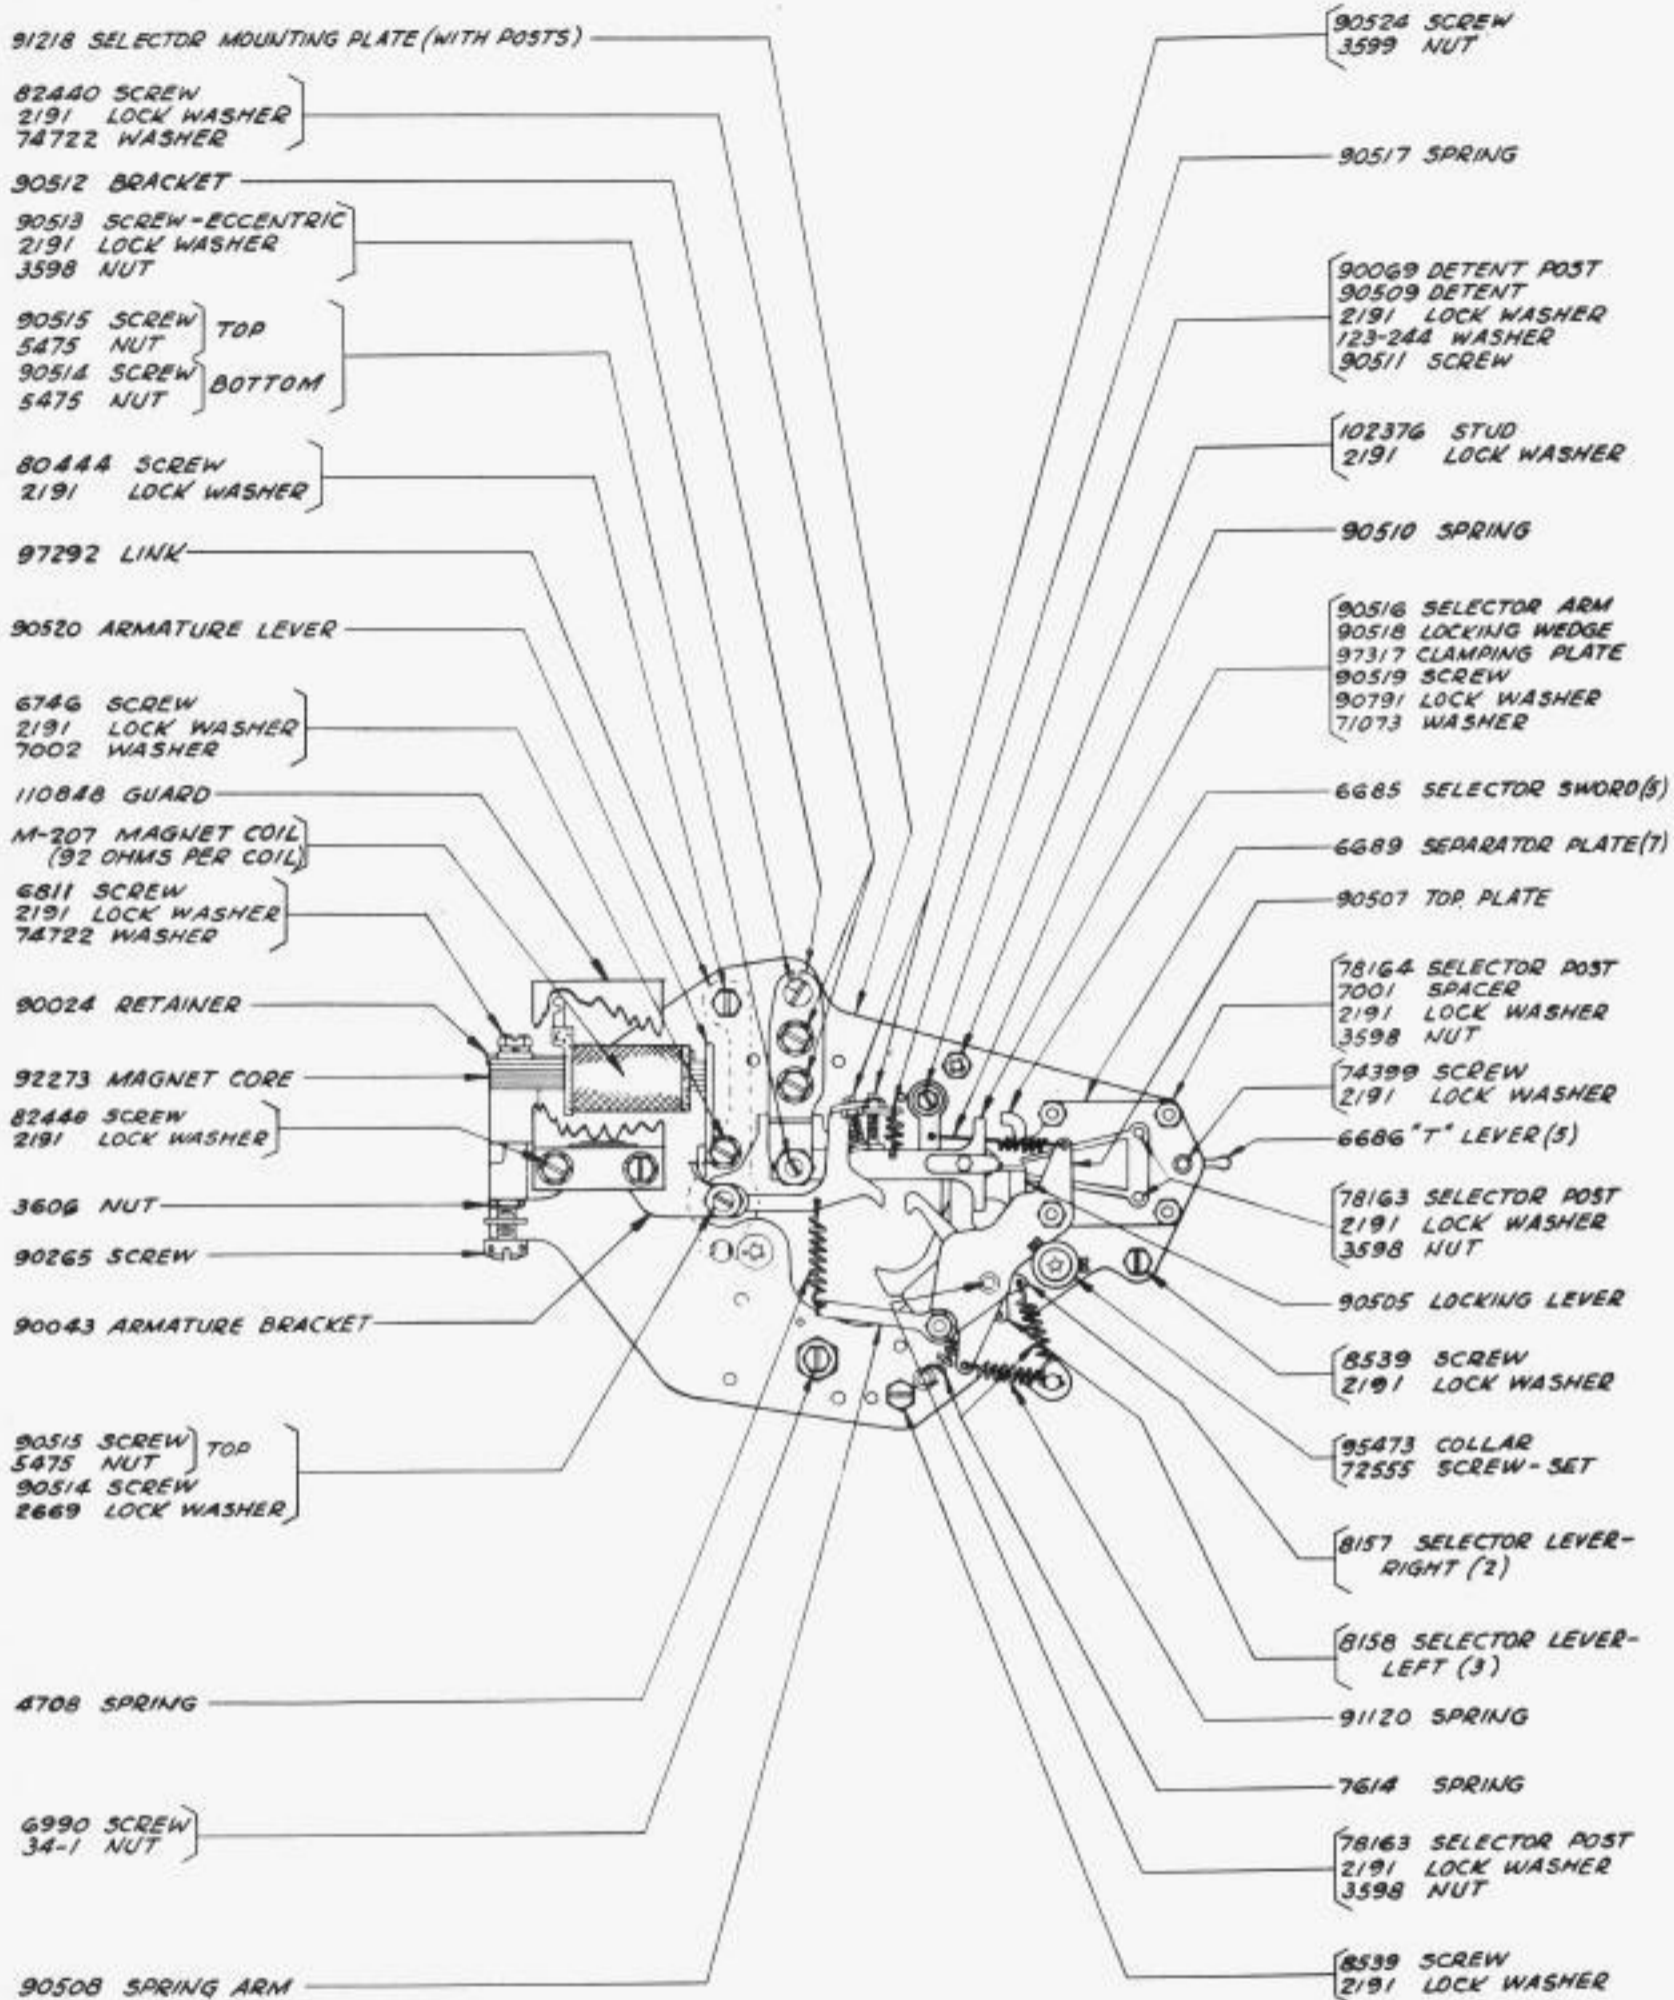 91218 SELECTOR MOUNTING PLATE (WITH POSTS)
82440 SCREW
2191 LOCK WASHER
74722 WASHER
90512 BRACKET
90513 SCREW-ECCENTRIC
2191 LOCK WASHER
3598 NUT
90515 SCREW
5475 NUT
TOP
90514 SCREW
5475 NUT
BOTTOM
80444 SCREW
2191 LOCK WASHER
97292 LINK
90520 ARMATURE LEVER
6746 SCREW
2191 LOCK WASHER
7002 WASHER
110848 GUARD
M-207 MAGNET COIL
(92 OHMS PER COIL)
6811 SCREW
2191 LOCK WASHER
74722 WASHER
90024 RETAINER
92273 MAGNET CORE
82440 SCREW
2191 LOCK WASHER
3606 NUT
90265 SCREW
90043 ARMATURE BRACKET
90515 SCREW
5475 NUT
TOP
90514 SCREW
2669 LOCK WASHER
4708 SPRING
6990 SCREW
34-1 NUT
90508 SPRING ARM
90524 SCREW
3599 NUT
90517 SPRING
90069 DETENT POST
90509 DETENT
2191 LOCK WASHER
123-244 WASHER
90511 SCREW
102376 STUD
2191 LOCK WASHER
90510 SPRING
90516 SELECTOR ARM
90518 LOCKING WEDGE
97317 CLAMPING PLATE
90519 SCREW
90791 LOCK WASHER
71073 WASHER
6685 SELECTOR SWORD (5)
6689 SEPARATOR PLATE (7)
90507 TOP PLATE
78164 SELECTOR POST
7001 SPACER
2191 LOCK WASHER
3598 NUT
74399 SCREW
2191 LOCK WASHER
6686 "T" LEVER (5)
78163 SELECTOR POST
2191 LOCK WASHER
3598 NUT
90505 LOCKING LEVER
8539 SCREW
2191 LOCK WASHER
95473 COLLAR
72555 SCREW-SET
8157 SELECTOR LEVER-
RIGHT (2)
8158 SELECTOR LEVER-
LEFT (3)
91120 SPRING
7614 SPRING
78163 SELECTOR POST
2191 LOCK WASHER
3598 NUT
8539 SCREW
2191 LOCK WASHER